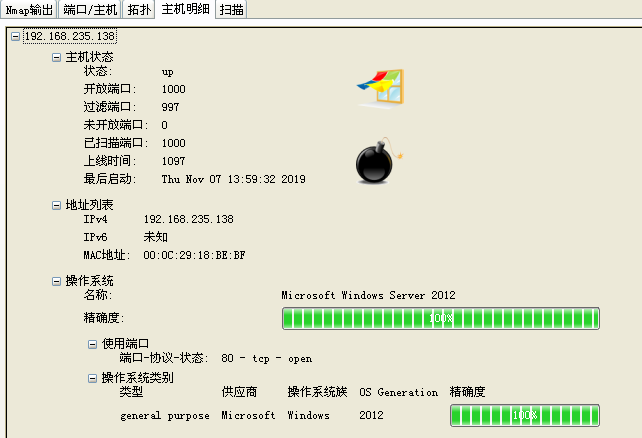 Nmap输出 端口/主机 拓扑 主机明细 扫描
192.168.235.138
主机状态
状态: up
开放端口: 1000
过滤端口: 997
未开放端口: 0
已扫描端口: 1000
上线时间: 1097
最后启动: Thu Nov 07 13:59:32 2019
地址列表
IPv4 192.168.235.138
IPv6 未知
MAC地址: 00:0C:29:18:BE:BF
操作系统
名称: Microsoft Windows Server 2012
精确度: 100%
使用端口
端口-协议-状态: 80 - tcp - open
操作系统类别
类型 供应商 操作系统族 OS Generation 精确度
general purpose Microsoft Windows 2012 100%